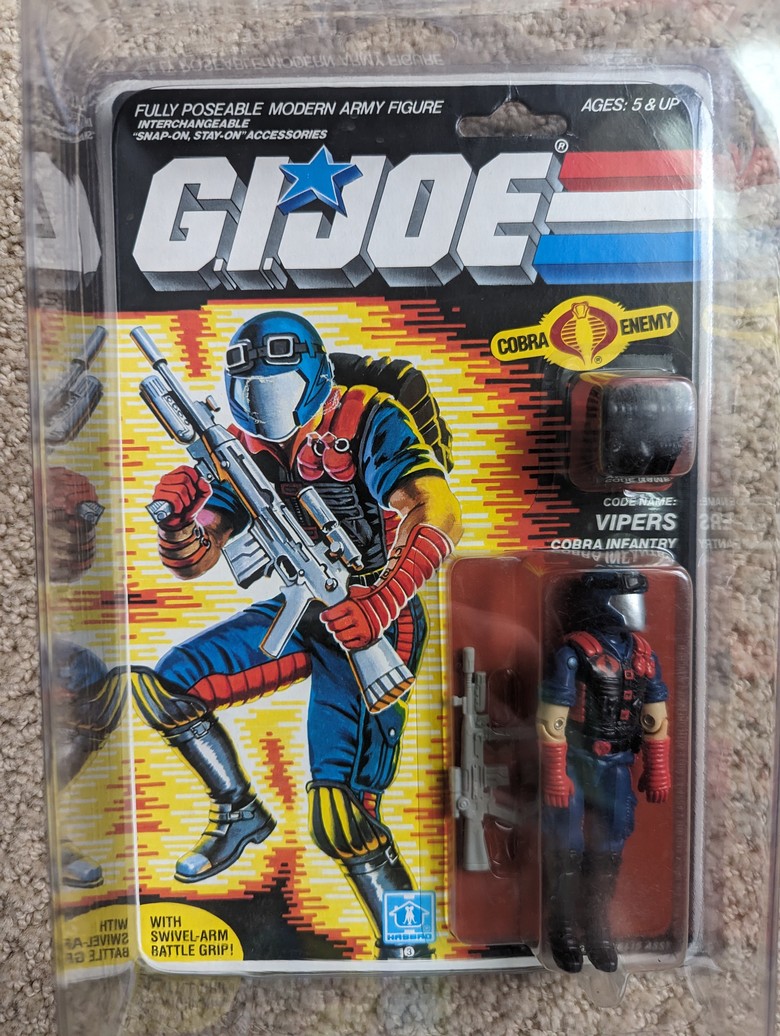 FULLY POSEABLE MODERN ARMY FIGURE
AGES: 5 & UP
INTERCHANGEABLE
"SNAP-ON, STAY-ON" ACCESSORIES
G.I. JOE®
COBRA ENEMY
®
CODE NAME:
VIPERS
COBRA INFANTRY
WITH
SWIVEL-ARM
BATTLE GRIP!
HASBRO
3